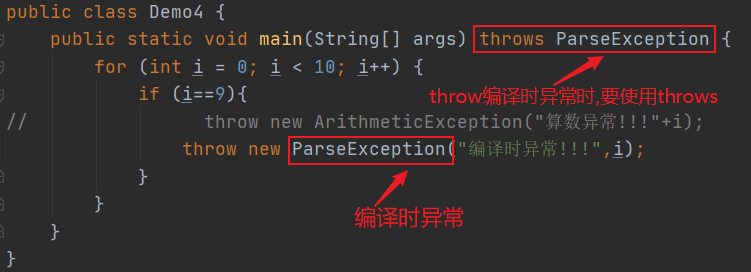 public class Demo4 {
public static void main(String[] args) throws ParseException {
for (int i = 0; i < 10; i++) {
throw编译时异常时,要使用throws
if (i==9){
// throw new ArithmeticException("算数异常!!!"+i);
throw new ParseException("编译时异常!!!",i);
}
编译时异常
}
}
}